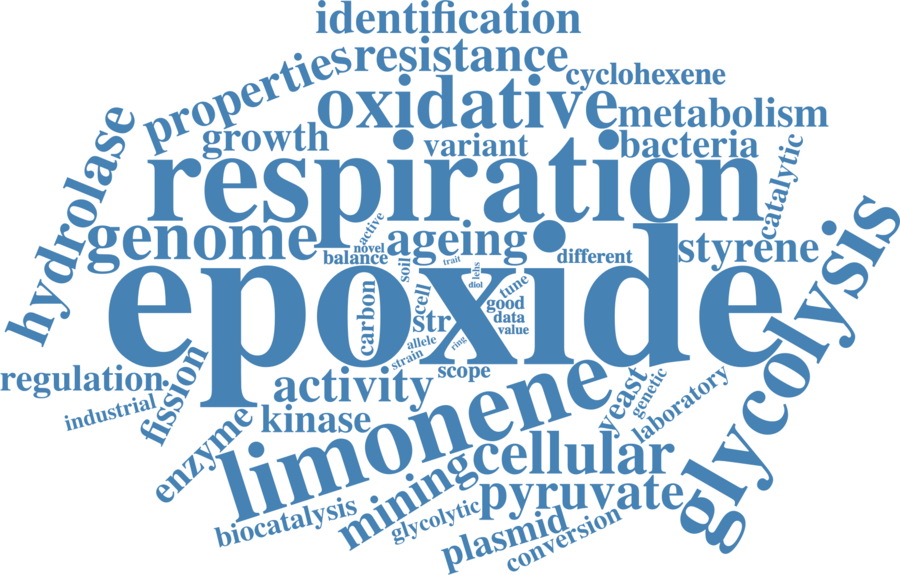 identification
resistance
properties
cyclohexene
oxidative
metabolism
growth
variant
bacteria
hydrolase
respiration
catalytic
genome
active
novel
ageing
balance
different
styrene
glycolysis
epoxide
soil
trait
lehs
diol
tune
carbon
cell
good
str
data
value
allele
ring
strain
scope
regulation
fission
activity
industrial
kinase
yeast
genetic
laboratory
enzyme
limonene
cellular
mining
pyruvate
biocatalysis
glycolytic
plasmid
conversion